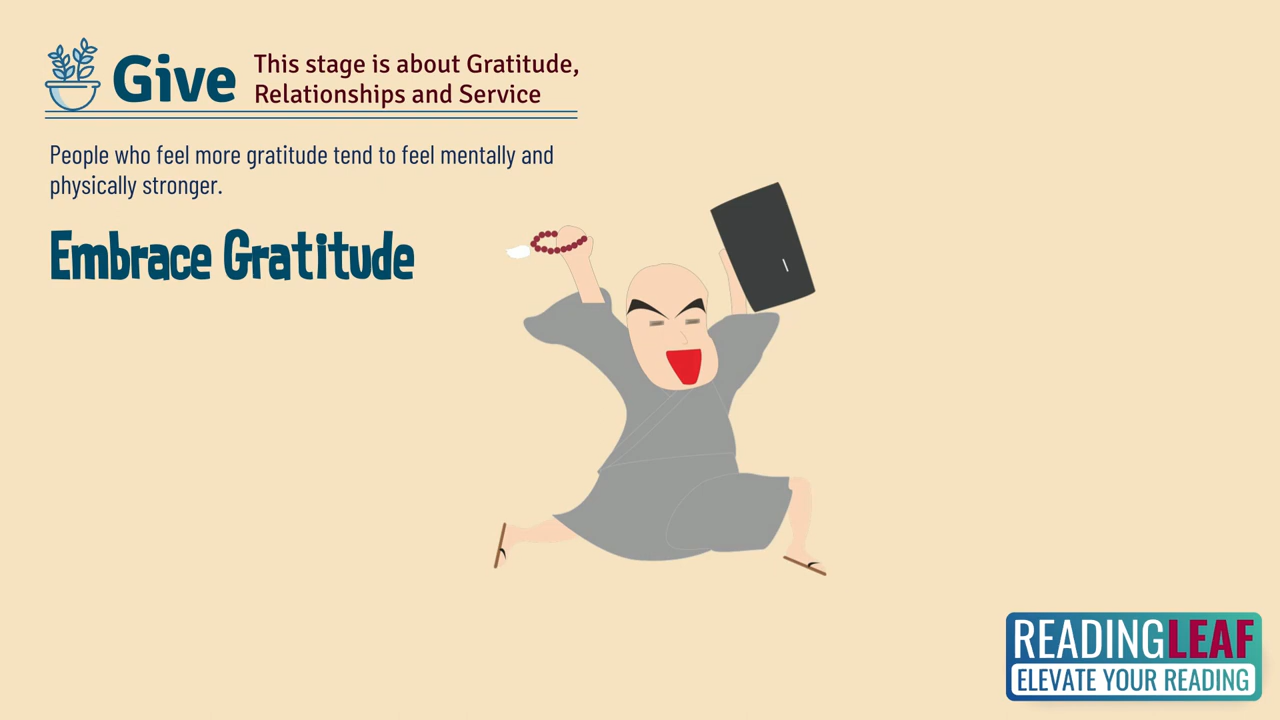 Give
This stage is about Gratitude,
Relationships and Service
People who feel more gratitude tend to feel mentally and
physically stronger.
Embrace Gratitude
READINGLEAF
ELEVATE YOUR READING